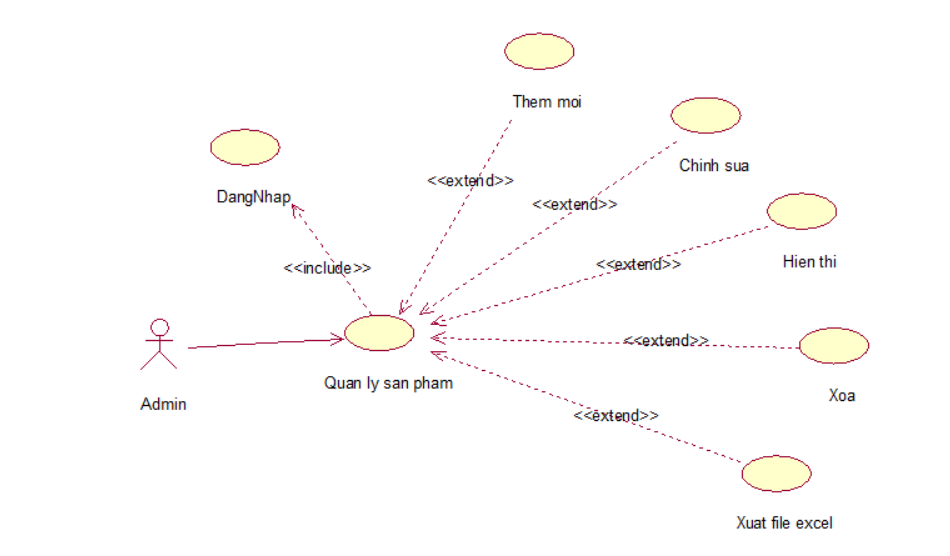 Them moi
Chinh sua
<<extend>>
DangNhap
<<extend>>
Hien thi
<<include>>
<<extend>>
<<extend>>
Quan ly san pham
Xoa
Admin
<<extend>>
Xuat file excel